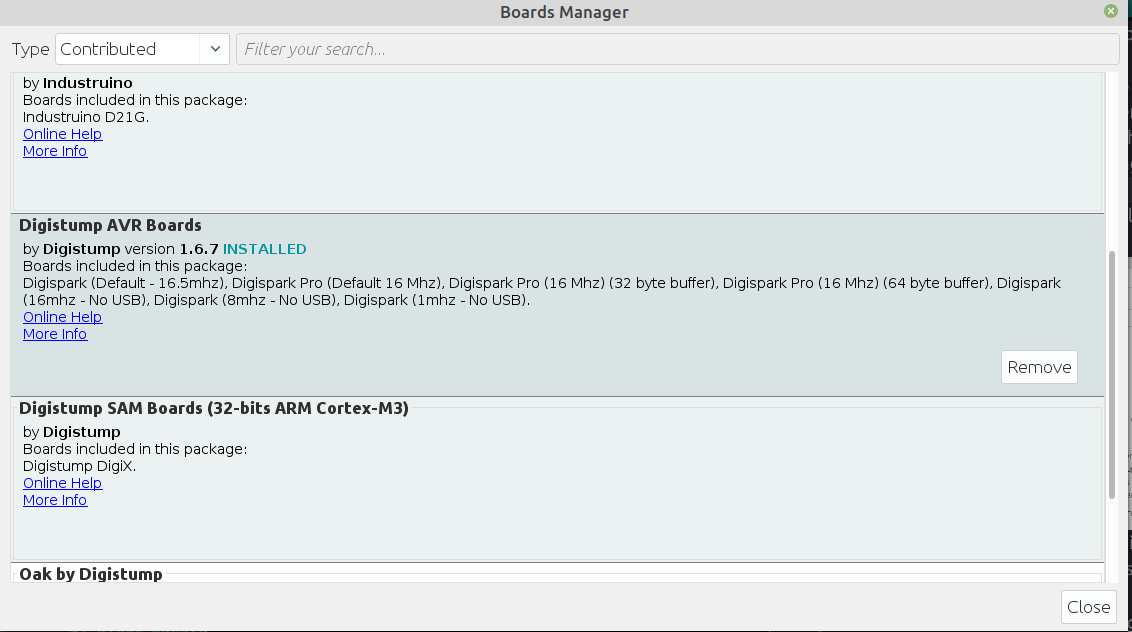 Boards Manager
Type Contributed Filter your search...
by Industruino
Boards included in this package:
Industruino D21G.
Online Help
More Info
Digistump AVR Boards
by Digistump version 1.6.7 INSTALLED
Boards included in this package:
Digispark (Default - 16.5mhz), Digispark Pro (Default 16 Mhz), Digispark Pro (16 Mhz) (32 byte buffer), Digispark Pro (16 Mhz) (64 byte buffer), Digispark
(16mhz - No USB), Digispark (8mhz - No USB), Digispark (1mhz - No USB).
Online Help
More Info
Remove
Digistump SAM Boards (32-bits ARM Cortex-M3)
by Digistump
Boards included in this package:
Digistump DigiX.
Online Help
More Info
Oak by Digistump
Close